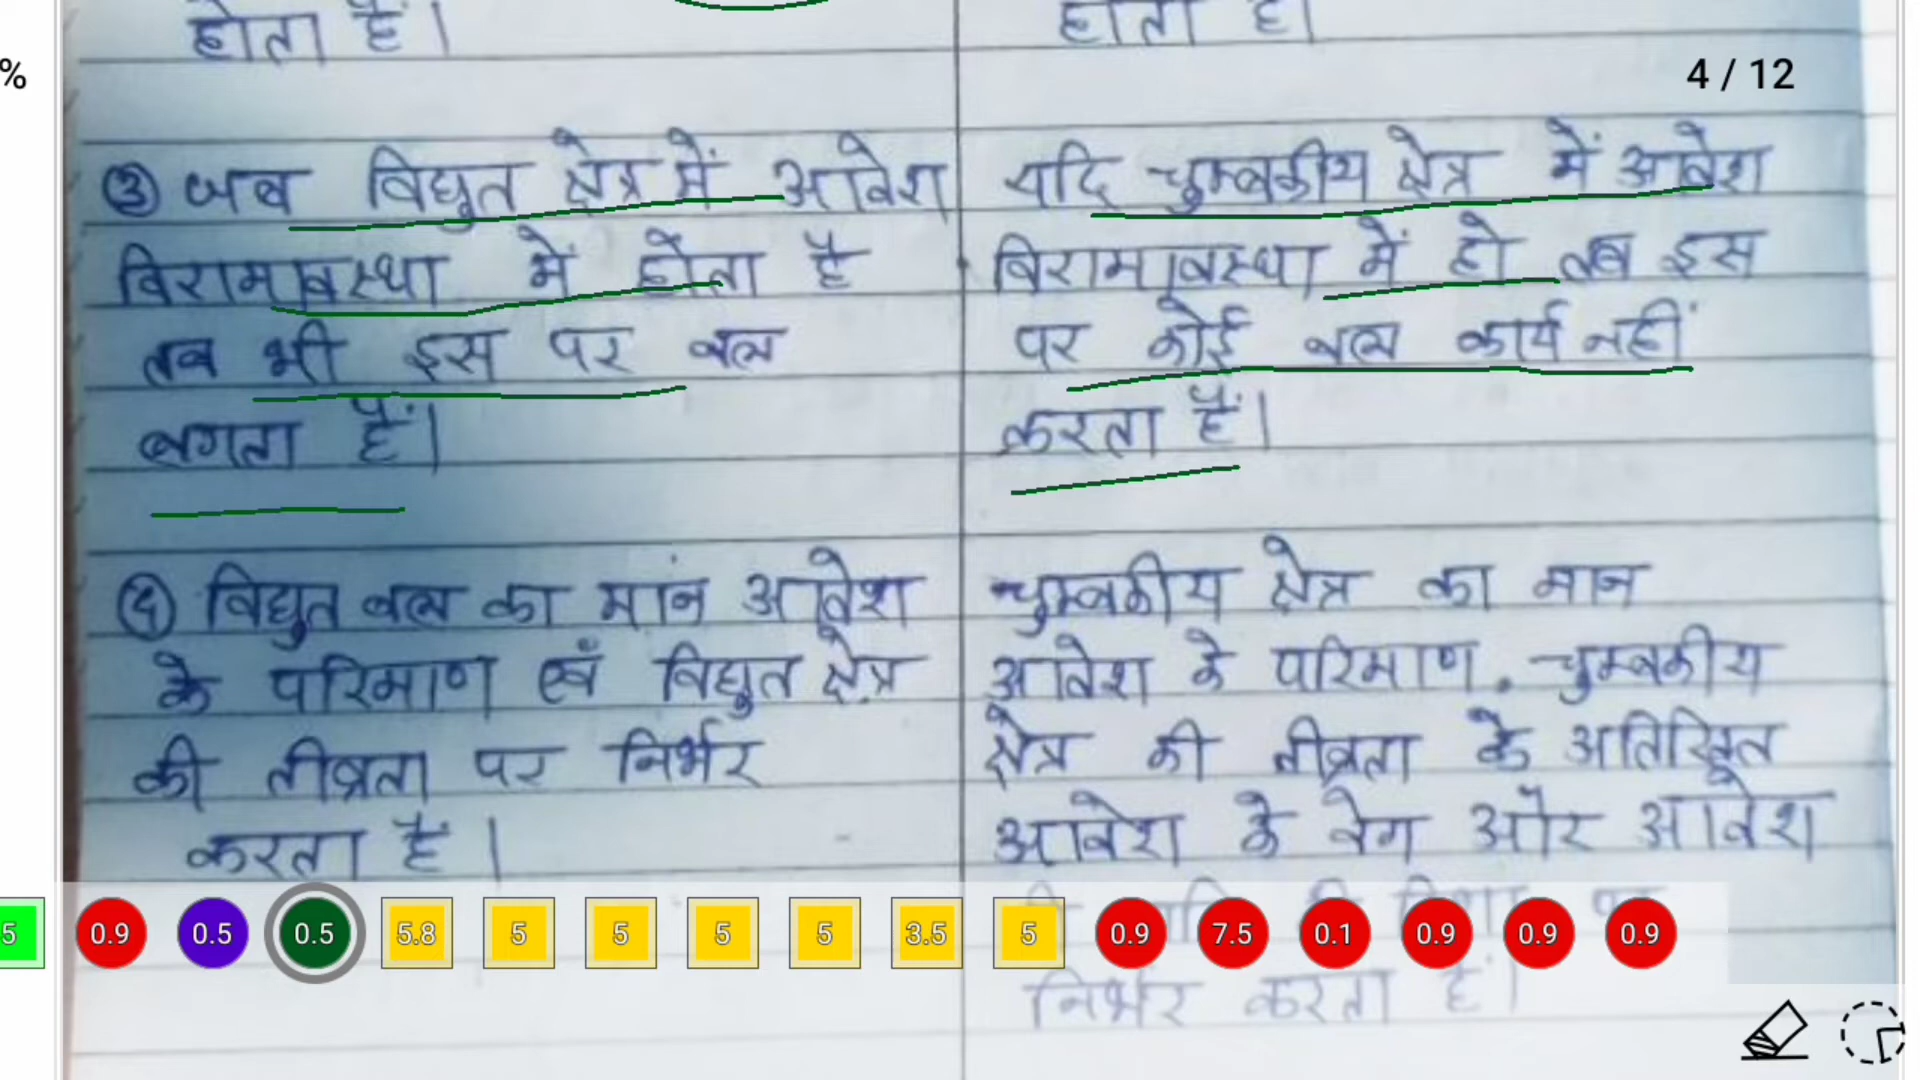 होता है।
होता है।
%
4 / 12
③ जब विद्युत क्षेत्र में आवेश
विरामावस्था में होता है
तब भी इस पर बल
लगता हैं।
यदि चुम्बकीय क्षेत्र में आवेश
विरामावस्था में हो तब इस
पर कोई बल कार्य नहीं
करता हैं।
④ विद्युत बल का मान आवेश
के परिमाण एवं विद्युत क्षेत्र
की तीव्रता पर निर्भर
करता हैं।
चुम्बकीय क्षेत्र का मान
आवेश के परिमाण. चुम्बकीय
क्षेत्र की तीव्रता के अतिरिक्त
आवेश के वेग और आवेश
की गति की दिशा पर
निर्भर करता हैं।
5 0.9 0.5 0.5 5.8 5 5 5 5 3.5 5 0.9 7.5 0.1 0.9 0.9 0.9